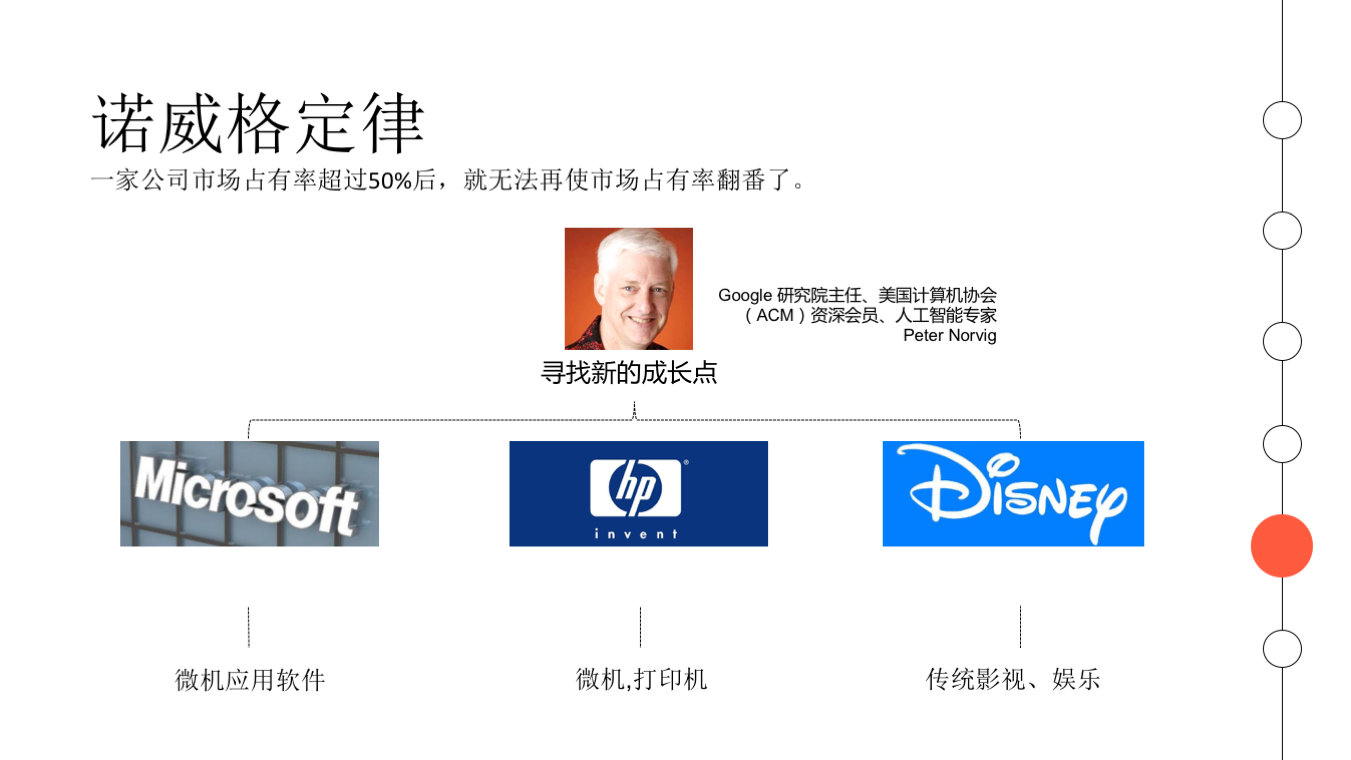 诺威格定律
一家公司市场占有率超过50%后，就无法再使市场占有率翻番了。
Google 研究院主任、美国计算机协会
（ACM）资深会员、人工智能专家
Peter Norvig
寻找新的成长点
Microsoft
hp®
invent
Disney
微机应用软件
微机,打印机
传统影视、娱乐